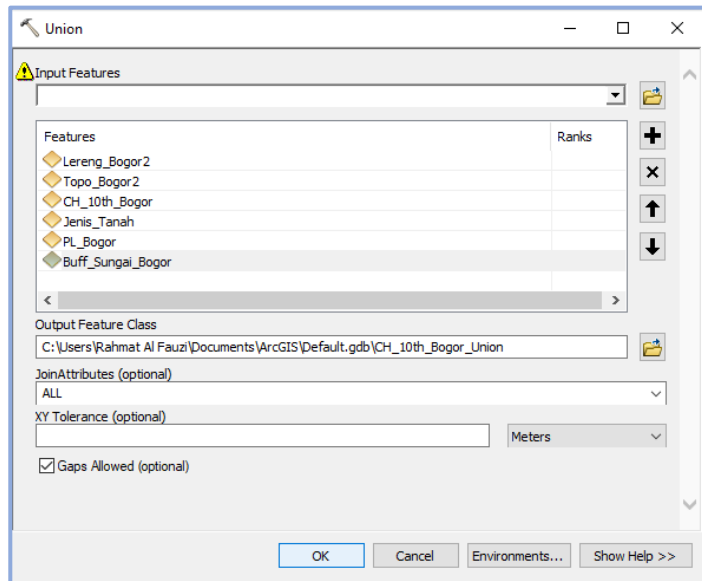 Union
Input Features
Features Ranks
Lereng_Bogor2
Topo_Bogor2
CH_10th_Bogor
Jenis_Tanah
PL_Bogor
Buff_Sungai_Bogor
Output Feature Class
C:\Users\Rahmat Al Fauzi\Documents\ArcGIS\Default.gdb\CH_10th_Bogor_Union
JoinAttributes (optional)
ALL
XY Tolerance (optional)
Meters
Gaps Allowed (optional)
OK Cancel Environments... Show Help >>